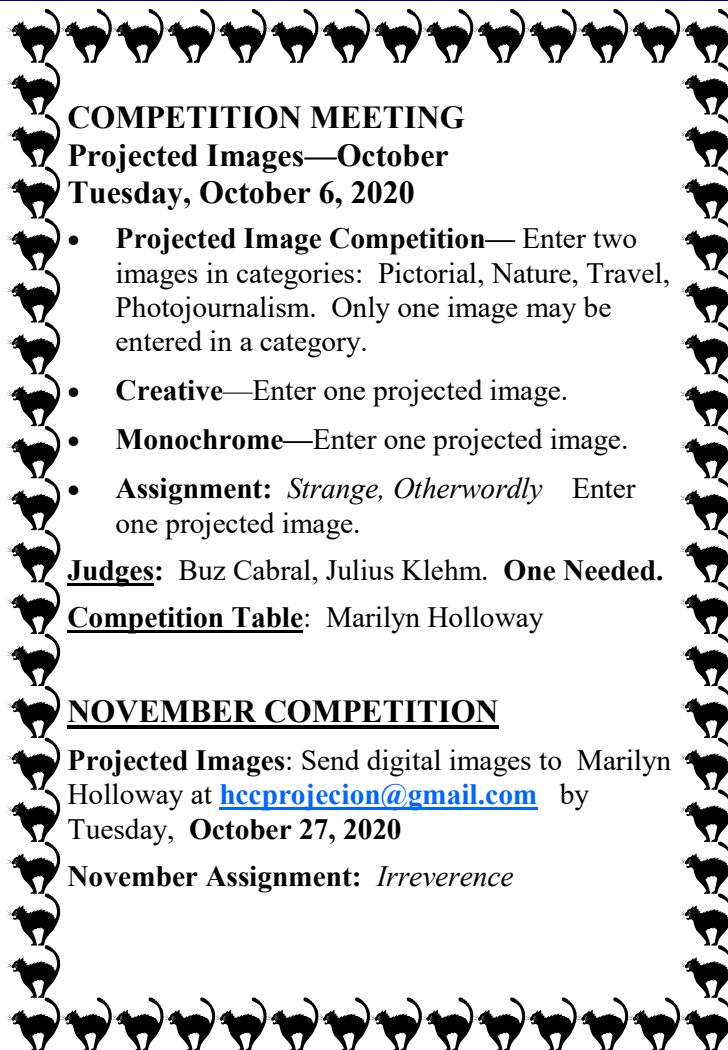 COMPETITION MEETING
Projected Images—October
Tuesday, October 6, 2020
• Projected Image Competition— Enter two
images in categories: Pictorial, Nature, Travel,
Photojournalism. Only one image may be
entered in a category.
• Creative—Enter one projected image.
• Monochrome—Enter one projected image.
• Assignment: Strange, Otherwordly Enter
one projected image.
Judges: Buz Cabral, Julius Klehm. One Needed.
Competition Table: Marilyn Holloway
NOVEMBER COMPETITION
Projected Images: Send digital images to Marilyn
Holloway at hccprojecion@gmail.com by
Tuesday, October 27, 2020
November Assignment: Irreverence